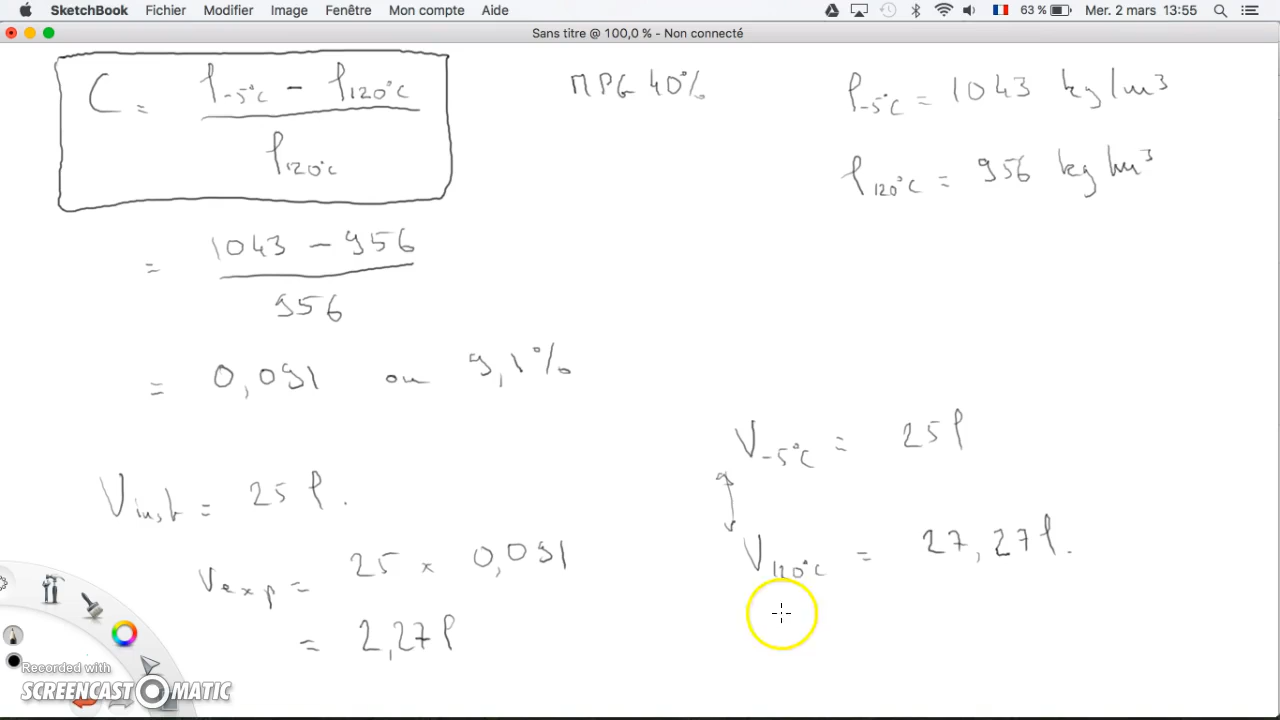 SketchBook Fichier Modifier Image Fenêtre Mon compte Aide 63 % Mer. 2 mars 13:55
Sans titre @ 100,0 % - Non connecté
C = (ρ-5°C - ρ120°C) / ρ120°C
MPG 40%
ρ-5°C = 1043 kg/m³
ρ120°C = 956 kg/m³
= (1043 - 956) / 956
= 0,091 ou 9,1%
V-5°C = 25 l
V120°C = 27,27 l.
Vinst = 25 l.
Vexp = 25 x 0,091
= 2,27 l
Recorded with
SCREENCAST O MATIC